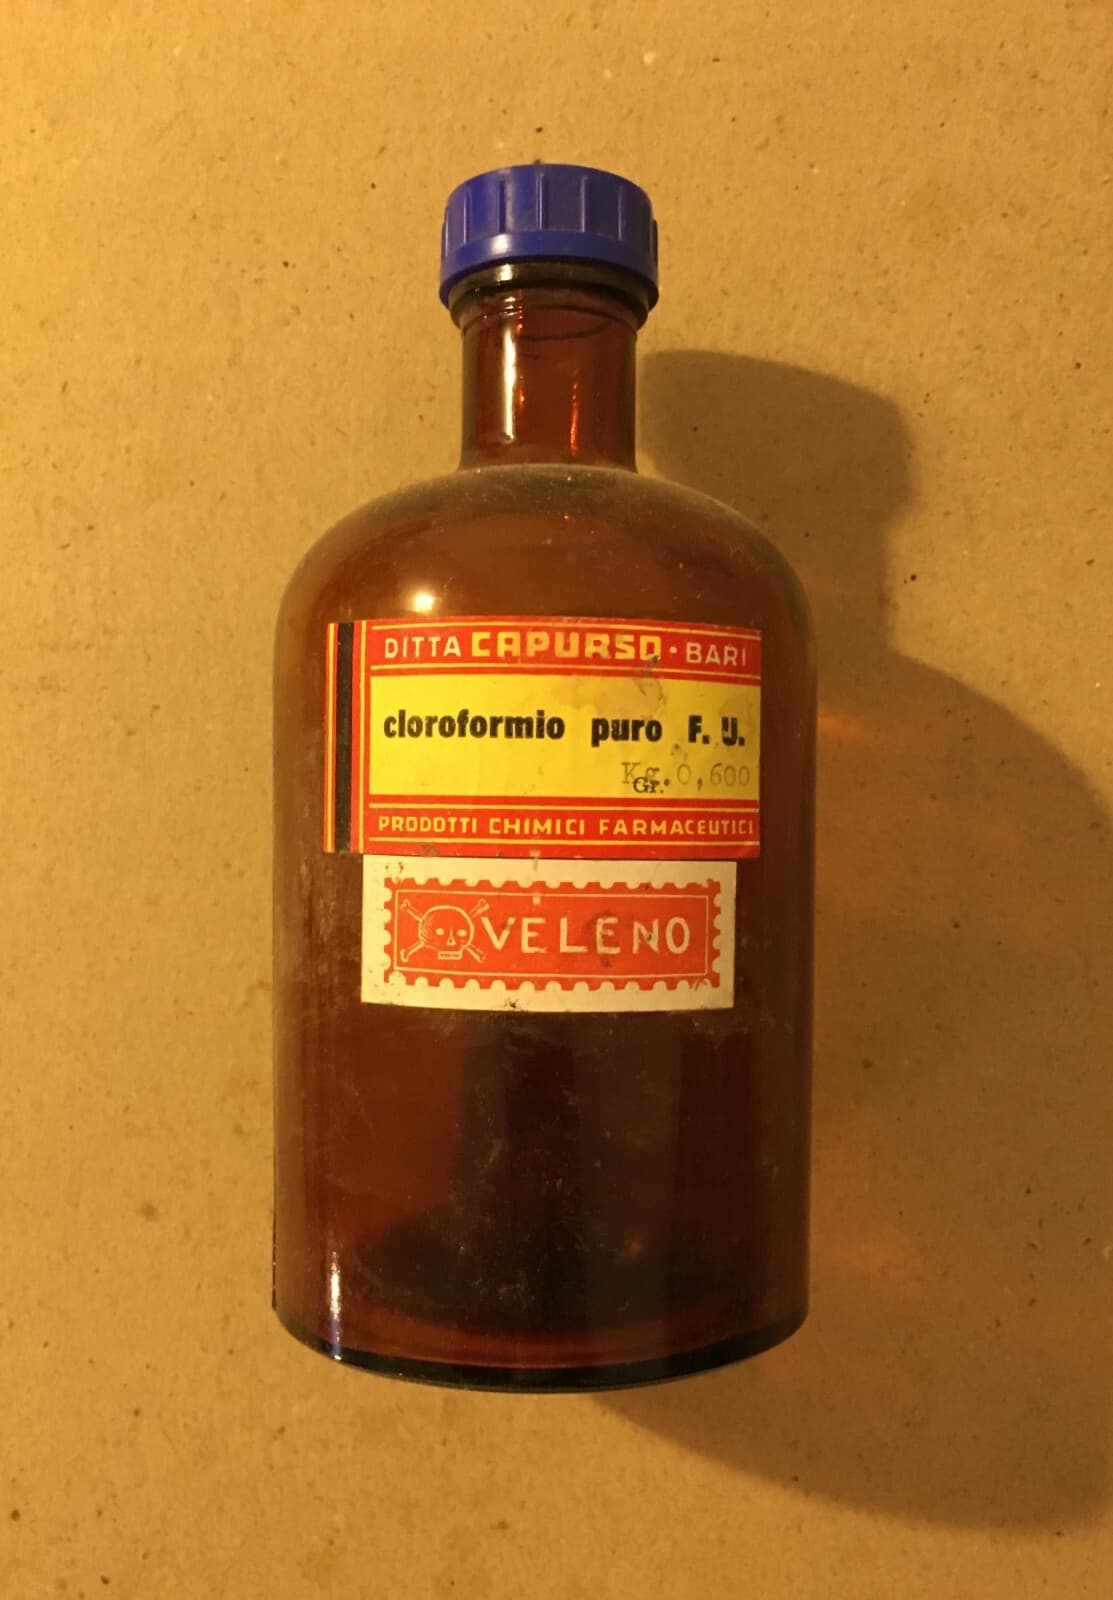 DITTA CAPURSO · BARI
cloroformio puro F. U.
Kg. 0,600
Gr.
PRODOTTI CHIMICI FARMACEUTICI
VELENO